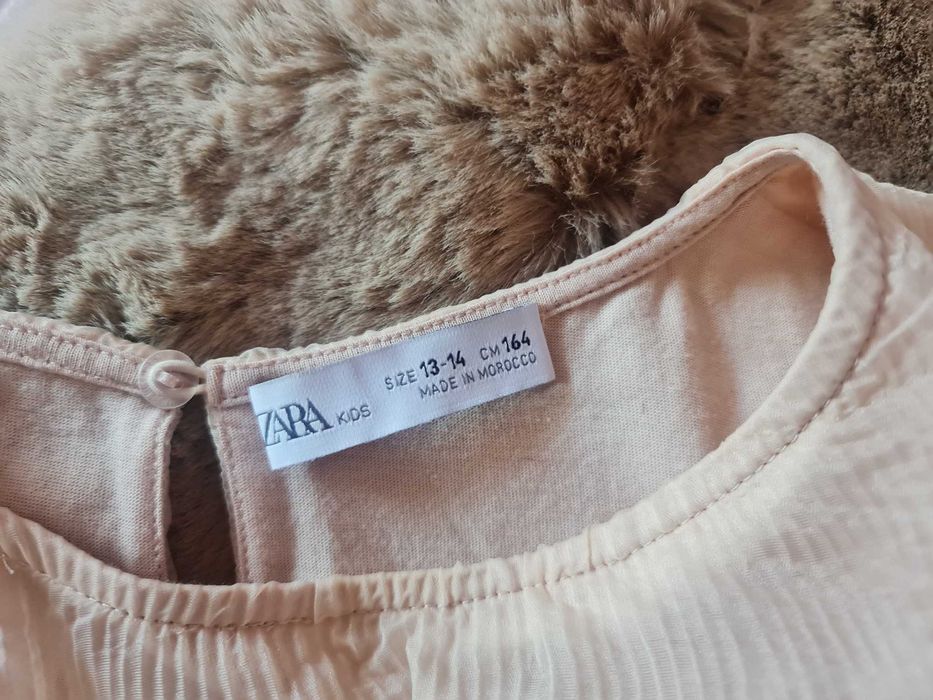 ZARA KIDS
SIZE 13-14 CM 164
MADE IN MOROCCO